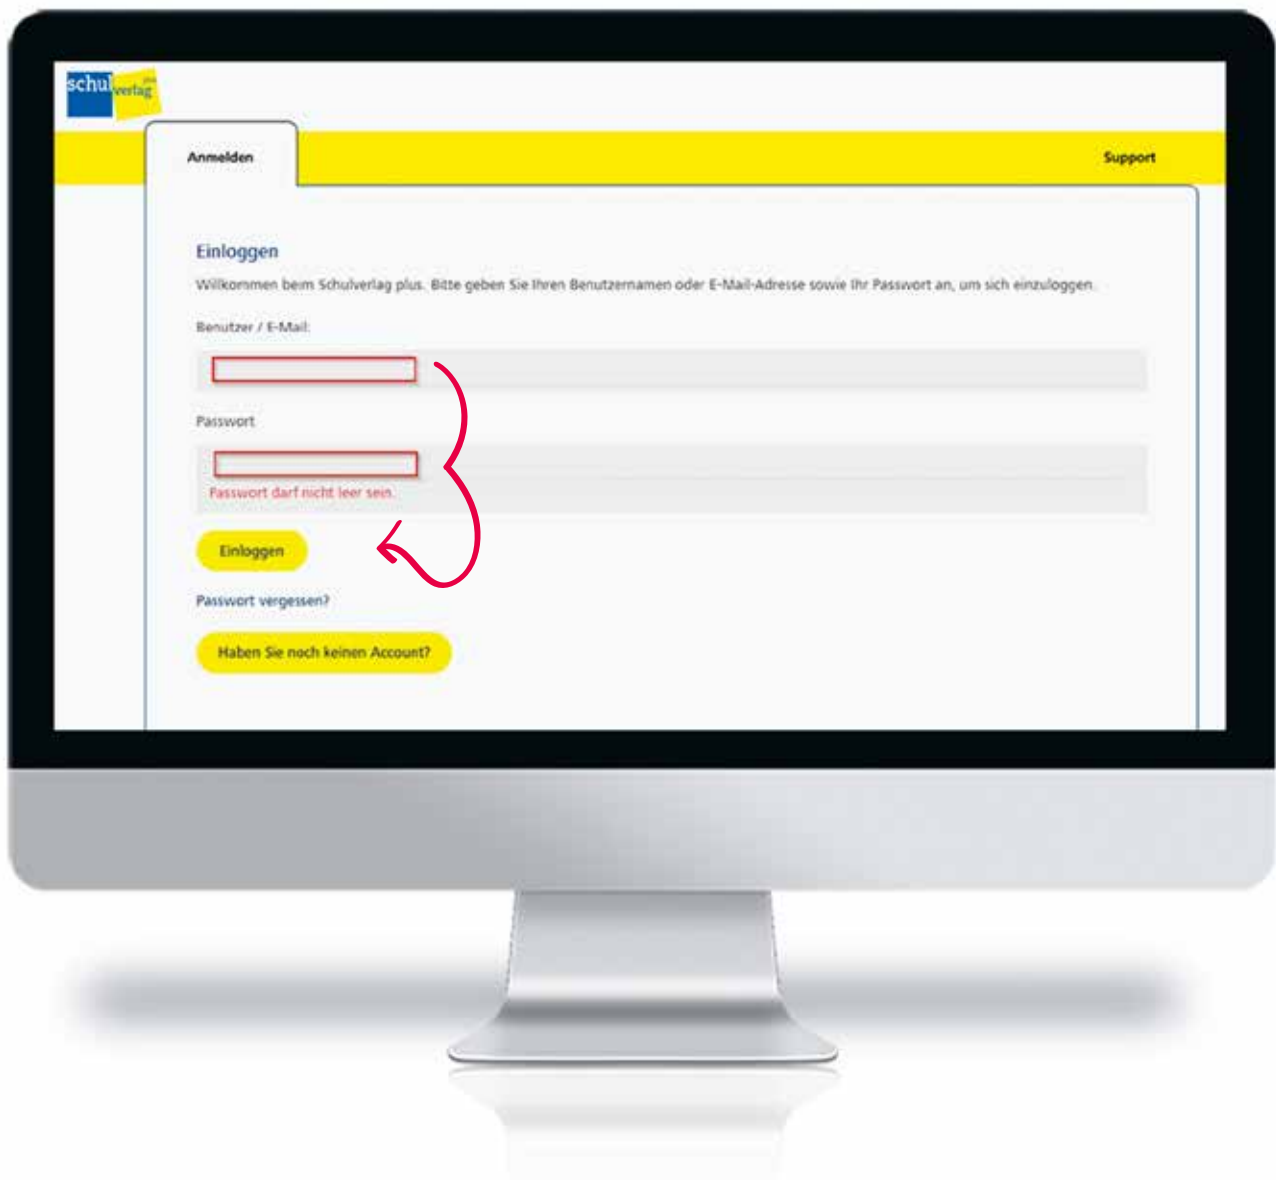 schul
plus
verlag
Anmelden
Support
Einloggen
Willkommen beim Schulverlag plus. Bitte geben Sie Ihren Benutzernamen oder E-Mail-Adresse sowie Ihr Passwort an, um sich einzuloggen.
Benutzer / E-Mail:
Passwort
Passwort darf nicht leer sein.
Einloggen
Passwort vergessen?
Haben Sie noch keinen Account?